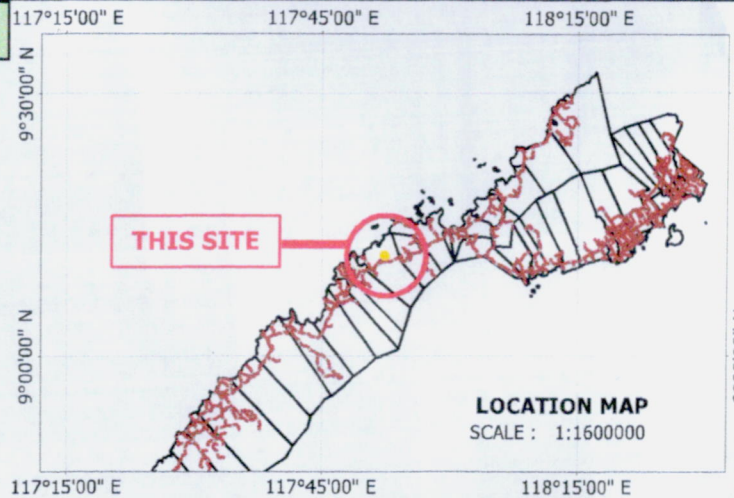 117°15'00" E 117°45'00" E 118°15'00" E
9°30'00" N
THIS SITE
9°00'00" N
LOCATION MAP
SCALE : 1:1600000
117°15'00" E 117°45'00" E 118°15'00" E